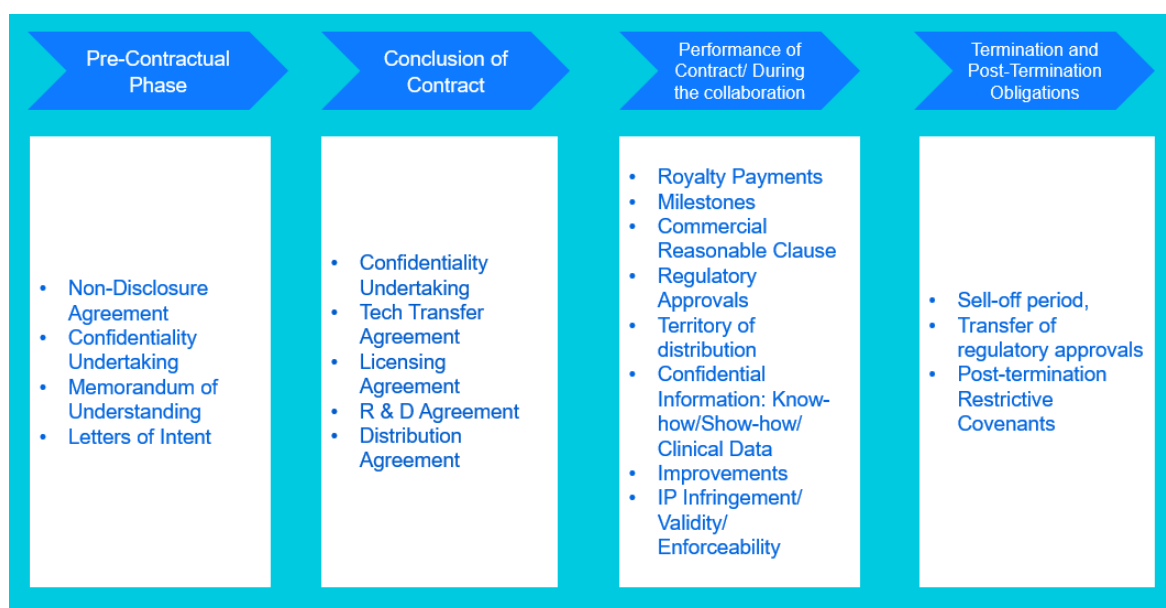 Pre-Contractual
Phase
• Non-Disclosure
Agreement
• Confidentiality
Undertaking
• Memorandum of
Understanding
• Letters of Intent
Conclusion of
Contract
• Confidentiality
Undertaking
• Tech Transfer
Agreement
• Licensing
Agreement
• R & D Agreement
• Distribution
Agreement
Performance of
Contract/ During
the collaboration
• Royalty Payments
• Milestones
• Commercial
Reasonable Clause
• Regulatory
Approvals
• Territory of
distribution
• Confidential
Information: Know-
how/Show-how/
Clinical Data
• Improvements
• IP Infringement/
Validity/
Enforceability
Termination and
Post-Termination
Obligations
• Sell-off period,
• Transfer of
regulatory approvals
• Post-termination
Restrictive
Covenants